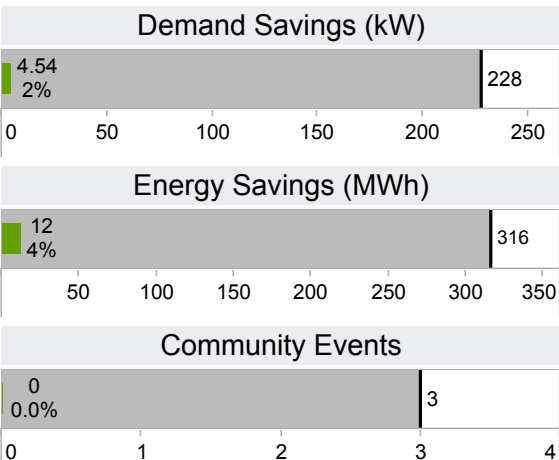 Demand Savings (kW)
4.54
2%
228
0 50 100 150 200 250
Energy Savings (MWh)
12
4%
316
50 100 150 200 250 300 350
Community Events
0
0.0%
3
0 1 2 3 4